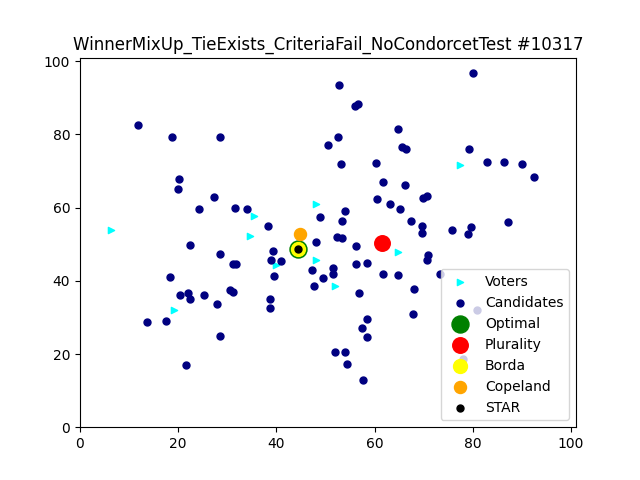 WinnerMixUp_TieExists_CriteriaFail_NoCondorcetTest #10317
100
80
60
40
20
0
0 20 40 60 80 100
Voters
Candidates
Optimal
Plurality
Borda
Copeland
STAR